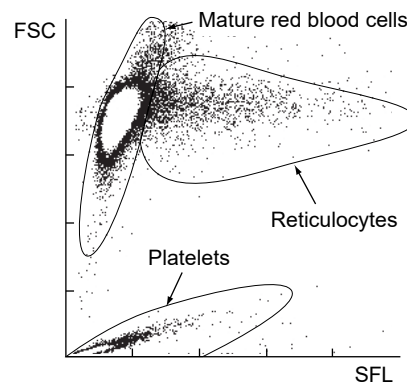 Mature red blood cells
FSC
Reticulocytes
Platelets
SFL